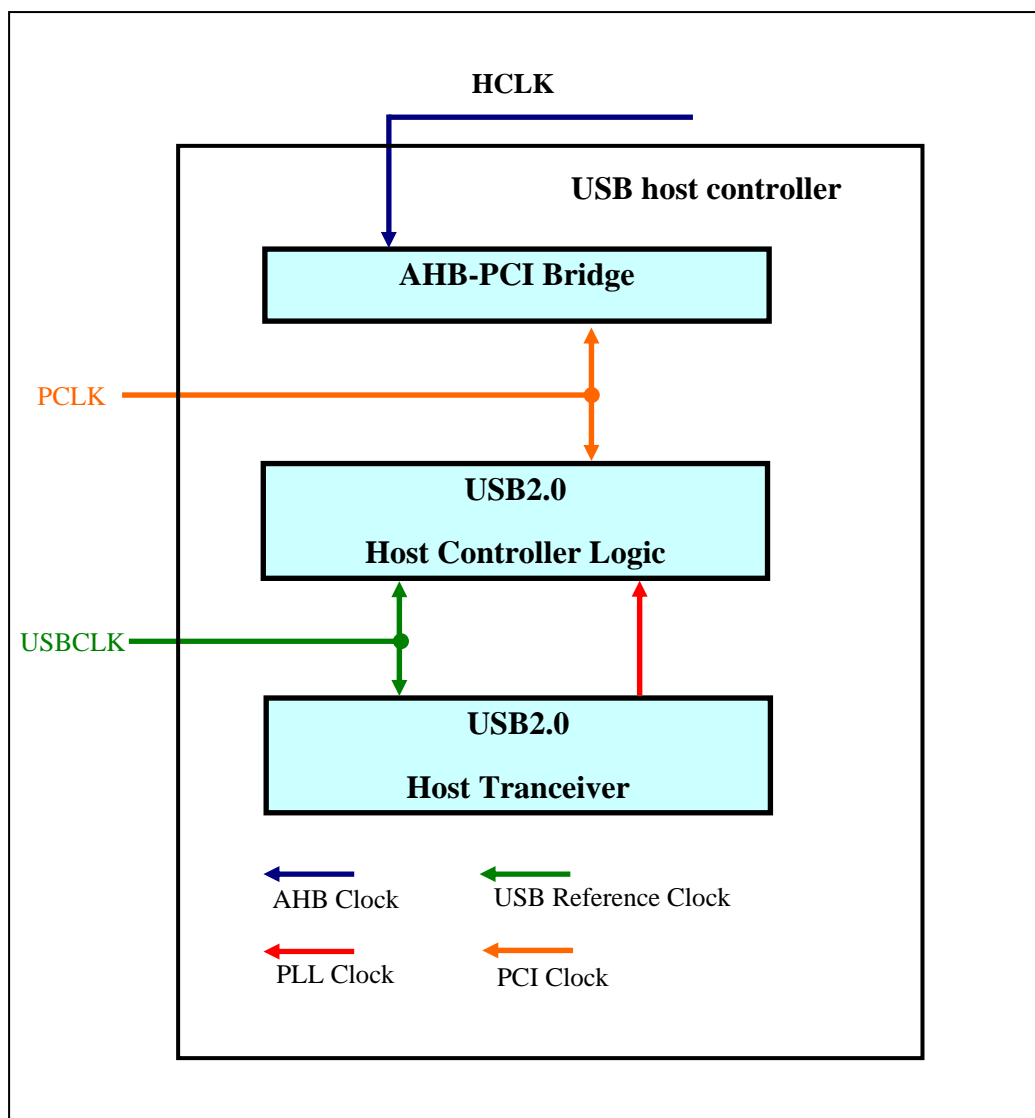 HCLK
USB host controller
AHB-PCI Bridge
PCLK
USB2.0
Host Controller Logic
USBCLK
USB2.0
Host Tranceiver
AHB Clock
USB Reference Clock
PLL Clock
PCI Clock